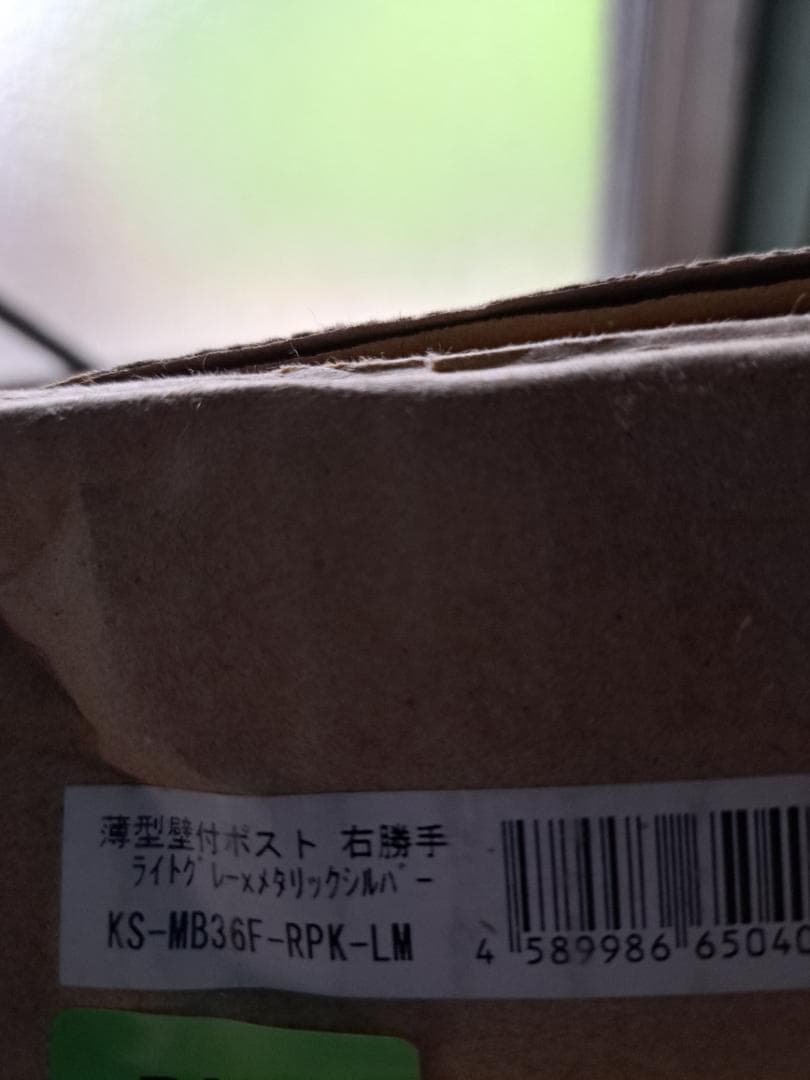 薄型壁付ポスト 右勝手
ﾗｲﾄｸﾞﾚｰxﾒﾀﾘｯｸｼﾙﾊﾞｰ
KS-MB36F-RPK-LM
4 589986 65040